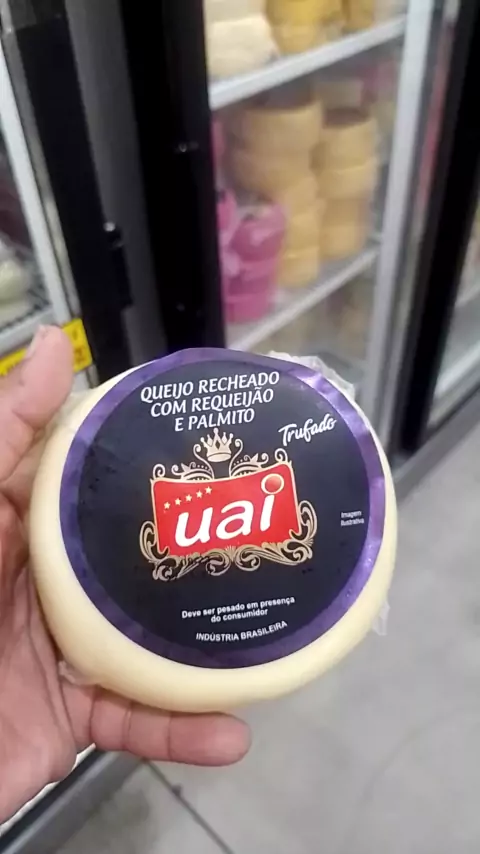 QUEIJO RECHEADO
COM REQUEIJÃO
E PALMITO
Trufado
uai
Imagem
Ilustrativa
Deve ser pesado em presença
do consumidor
INDÚSTRIA BRASILEIRA